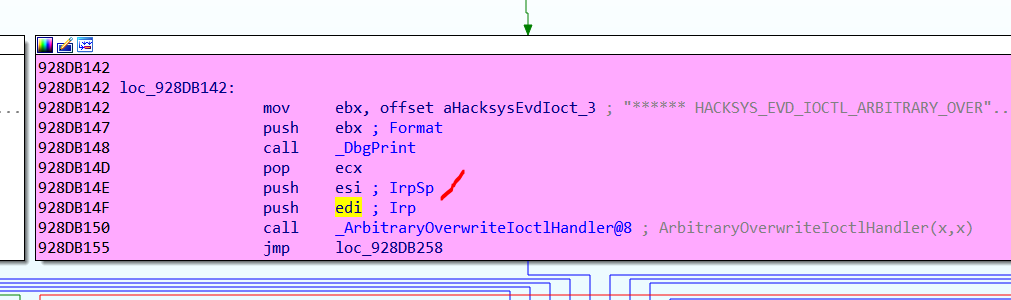 928DB142
928DB142 loc_928DB142:
928DB142 mov ebx, offset aHacksysEvdIoct_3 ; "****** HACKSYS_EVD_IOCTL_ARBITRARY_OVER"...
928DB147 push ebx ; Format
928DB148 call _DbgPrint
928DB14D pop ecx
928DB14E push esi ; IrpSp
928DB14F push edi ; Irp
928DB150 call _ArbitraryOverwriteIoctlHandler@8 ; ArbitraryOverwriteIoctlHandler(x,x)
928DB155 jmp loc_928DB258